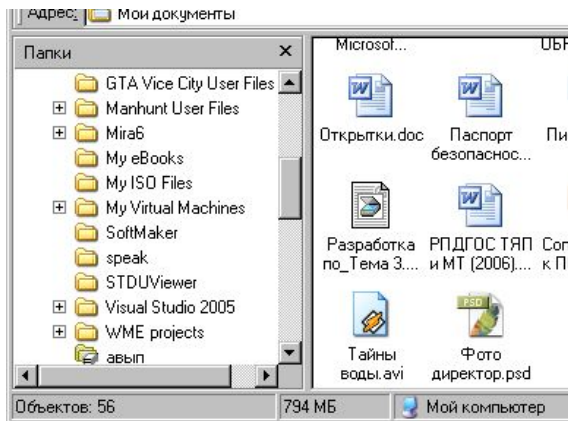 Адрес: Мои документы
Папки
GTA Vice City User Files
Manhunt User Files
Mira6
My eBooks
My ISO Files
My Virtual Machines
SoftMaker
speak
STDUViewer
Visual Studio 2005
WME projects
авып
Microsof...
Открытки.doc
Паспорт
безопаснос...
Разработка
по_Тема 3....
РПДГОС ТЯП
и МТ (2006)....
Тайны
воды.avi
PSD
Фото
директор.psd
Объектов: 56
794 МБ
Мой компьютер